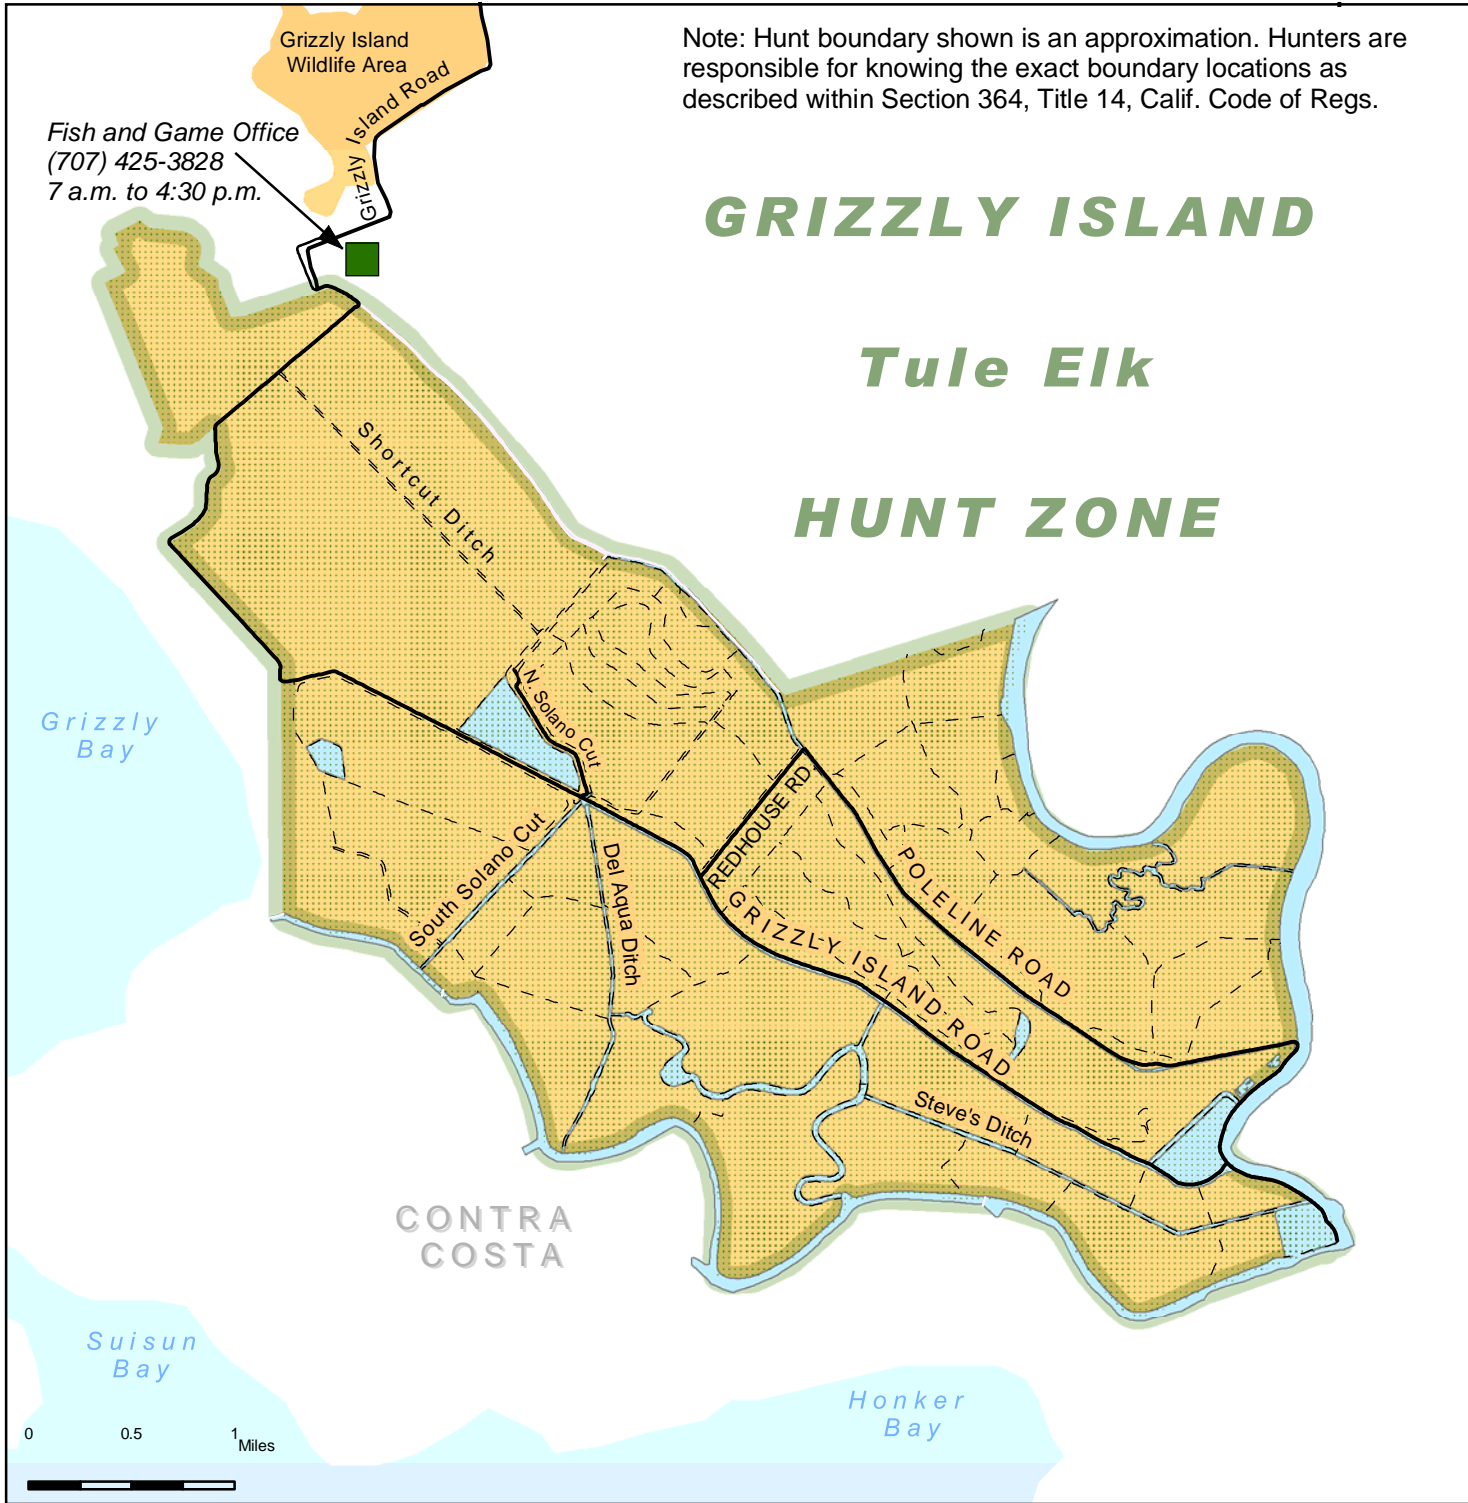 Grizzly Island
Wildlife Area
Grizzly Island Road
Note: Hunt boundary shown is an approximation. Hunters are
responsible for knowing the exact boundary locations as
described within Section 364, Title 14, Calif. Code of Regs.
Fish and Game Office
(707) 425-3828
7 a.m. to 4:30 p.m.
GRIZZLY ISLAND
Tule Elk
HUNT ZONE
Shortcut Ditch
N Solano Cut
Grizzly
Bay
REDHOUSE RD
South Solano Cut
Del Aqua Ditch
POLELINE ROAD
GRIZZLY ISLAND ROAD
Steve's Ditch
CONTRA
COSTA
Suisun
Bay
Honker
Bay
0 0.5 1
Miles